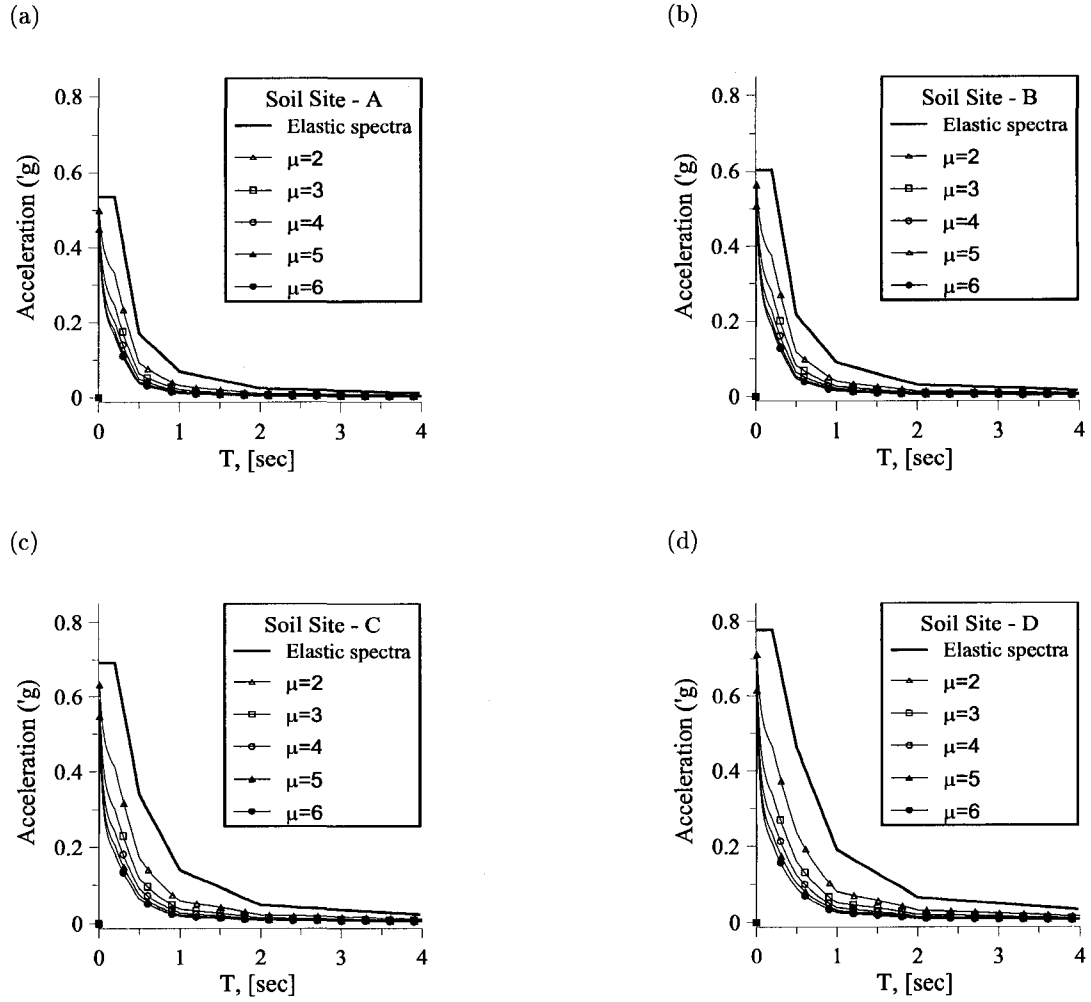 (a)
Soil Site - A
Elastic spectra
μ=2
μ=3
μ=4
μ=5
μ=6
Acceleration ('g)
0.8
0.6
0.4
0.2
0
0 1 2 3 4
T, [sec]
(b)
Soil Site - B
Elastic spectra
μ=2
μ=3
μ=4
μ=5
μ=6
Acceleration ('g)
0.8
0.6
0.4
0.2
0
0 1 2 3 4
T, [sec]
(c)
Soil Site - C
Elastic spectra
μ=2
μ=3
μ=4
μ=5
μ=6
Acceleration ('g)
0.8
0.6
0.4
0.2
0
0 1 2 3 4
T, [sec]
(d)
Soil Site - D
Elastic spectra
μ=2
μ=3
μ=4
μ=5
μ=6
Acceleration ('g)
0.8
0.6
0.4
0.2
0
0 1 2 3 4
T, [sec]